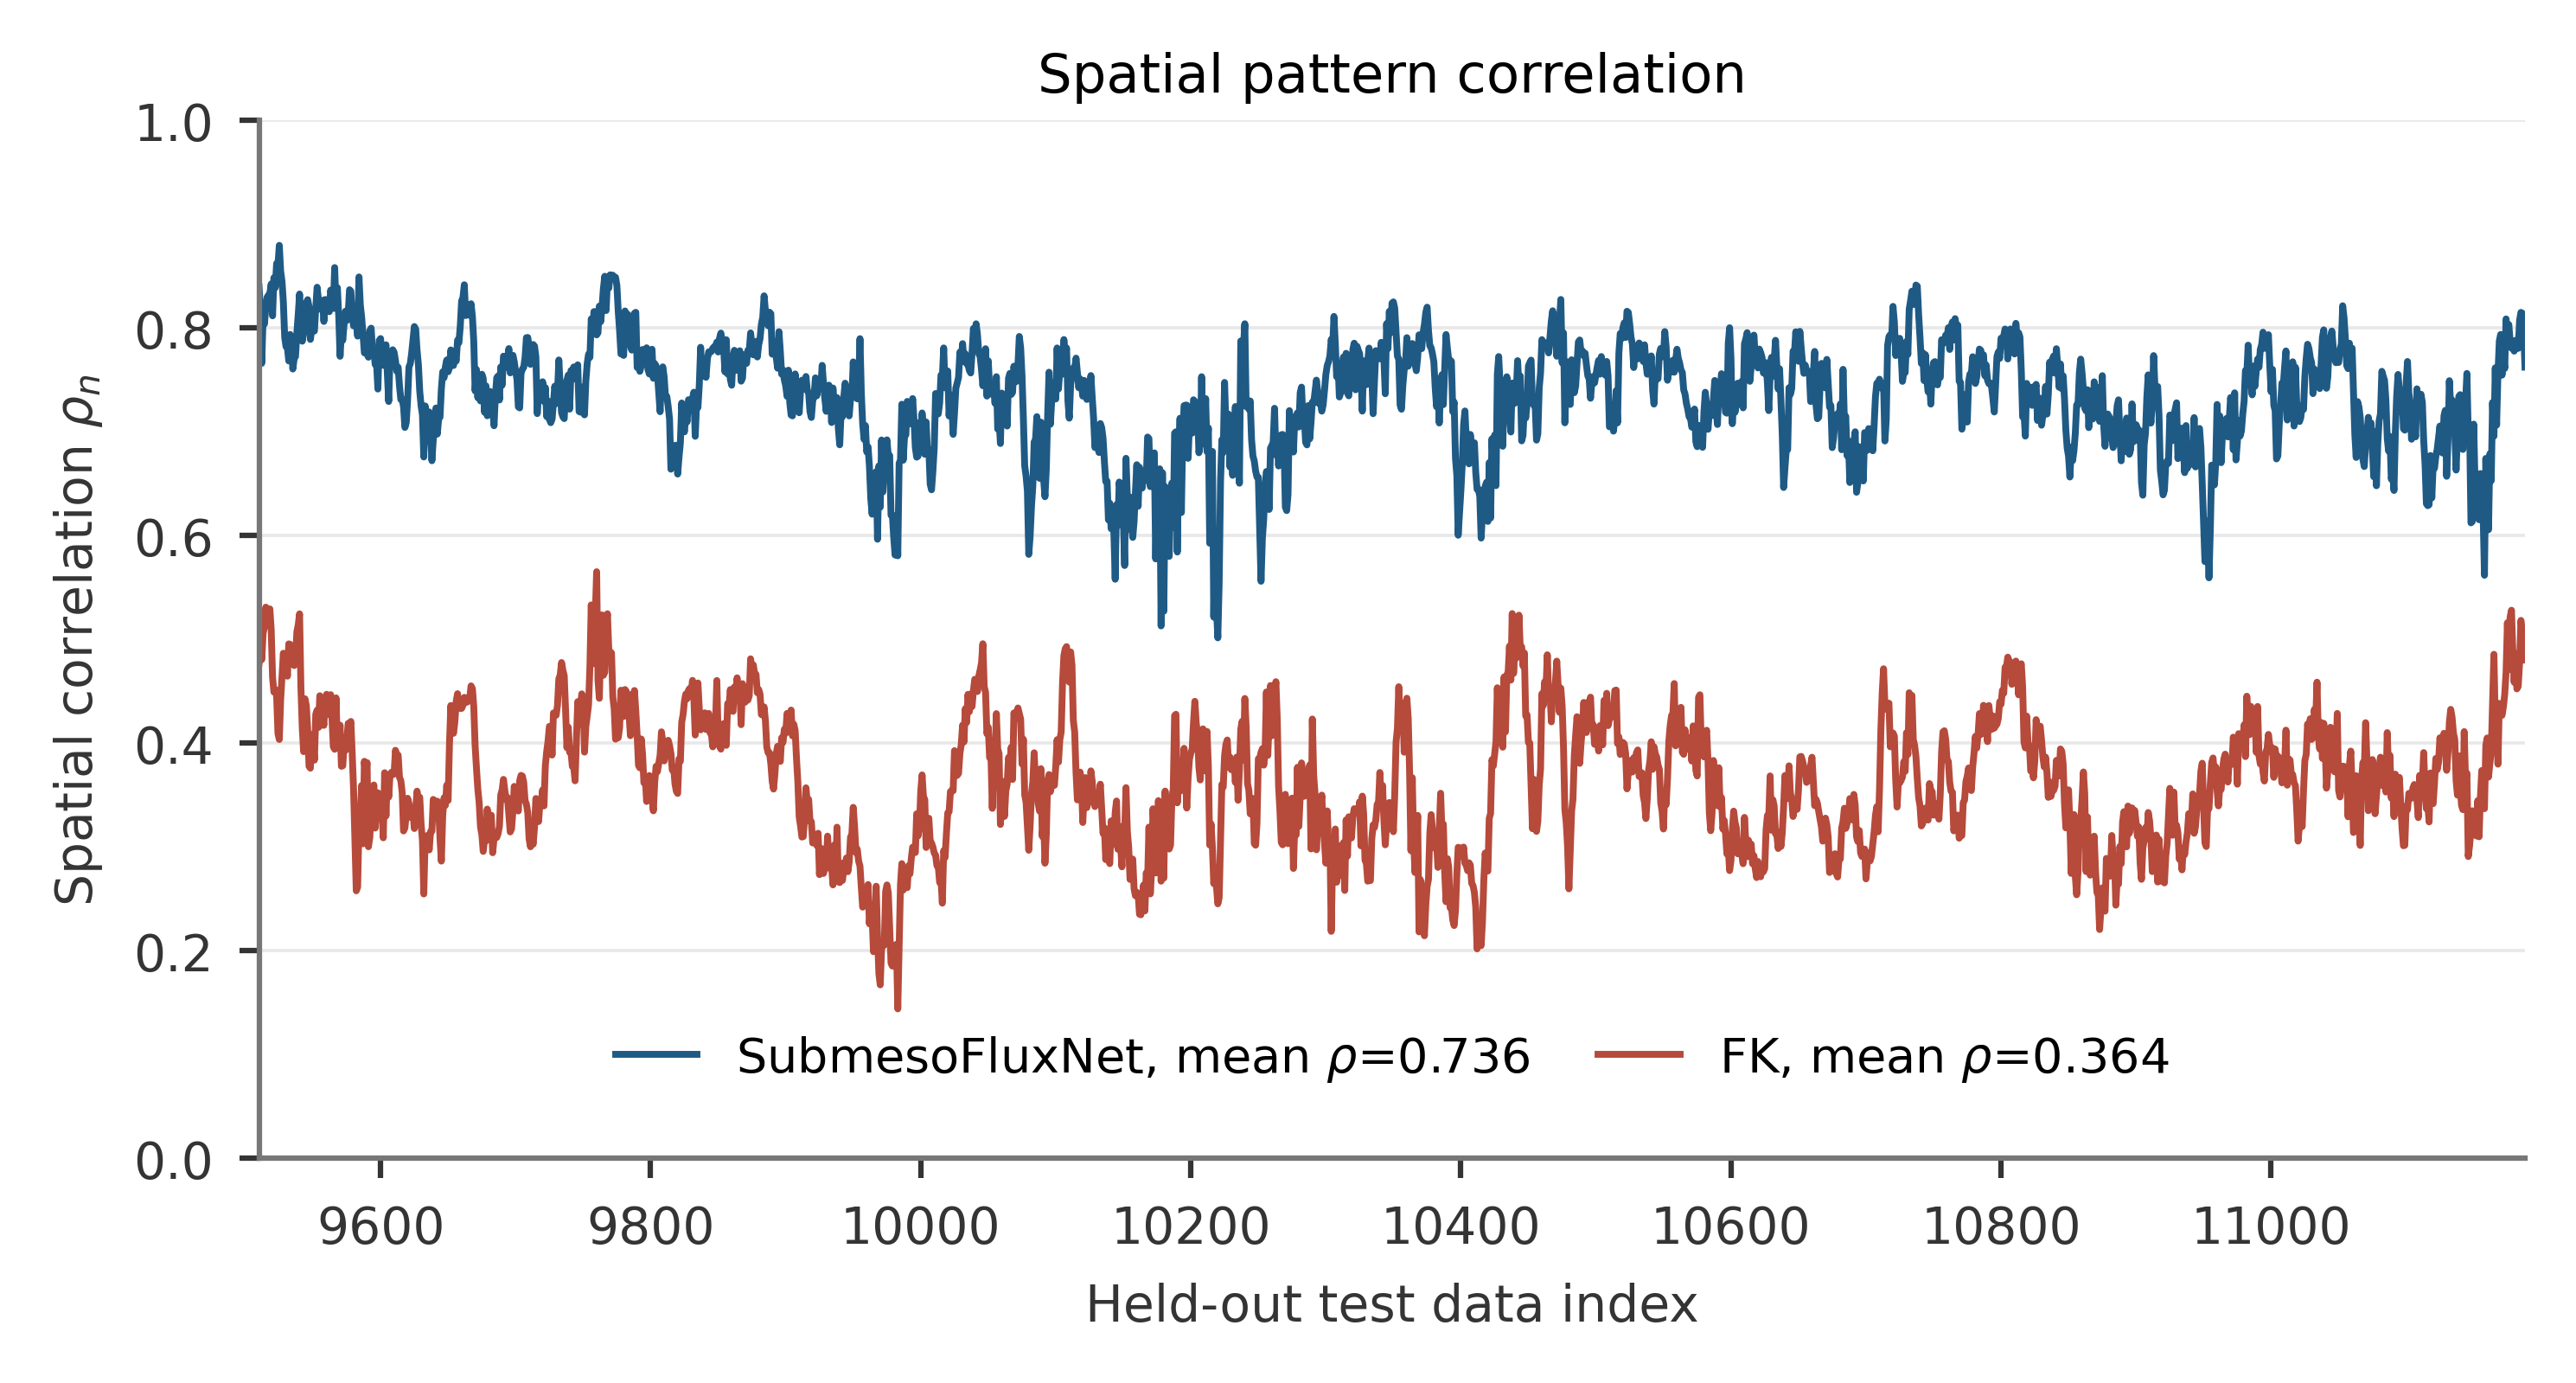 Spatial pattern correlation
1.0
0.8
0.6
0.4
0.2
0.0
Spatial correlation ρn
SubmesoFluxNet, mean ρ=0.736
FK, mean ρ=0.364
9600 9800 10000 10200 10400 10600 10800 11000
Held-out test data index